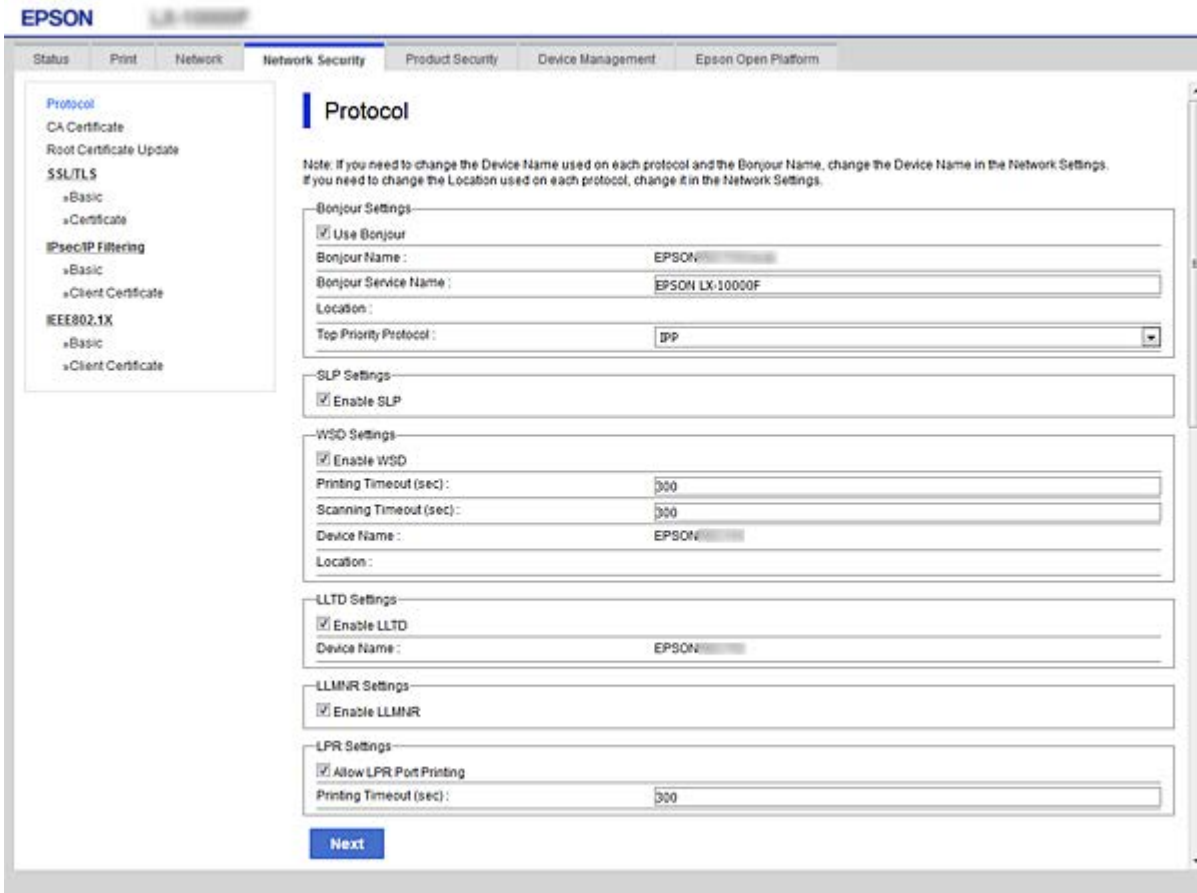 EPSON
Status Print Network Network Security Product Security Device Management Epson Open Platform
Protocol
CA Certificate
Root Certificate Update
SSL/TLS
»Basic
»Certificate
IPsec/IP Filtering
»Basic
»Client Certificate
IEEE802.1X
»Basic
»Client Certificate
Protocol
Note: If you need to change the Device Name used on each protocol and the Bonjour Name, change the Device Name in the Network Settings.
If you need to change the Location used on each protocol, change it in the Network Settings.
Bonjour Settings
Use Bonjour
Bonjour Name : EPSON
Bonjour Service Name : EPSON LX-10000F
Location :
Top Priority Protocol : IPP
SLP Settings
Enable SLP
WSD Settings
Enable WSD
Printing Timeout (sec) : 300
Scanning Timeout (sec) : 300
Device Name : EPSON
Location :
LLTD Settings
Enable LLTD
Device Name : EPSON
LLMNR Settings
Enable LLMNR
LPR Settings
Allow LPR Port Printing
Printing Timeout (sec) : 300
Next